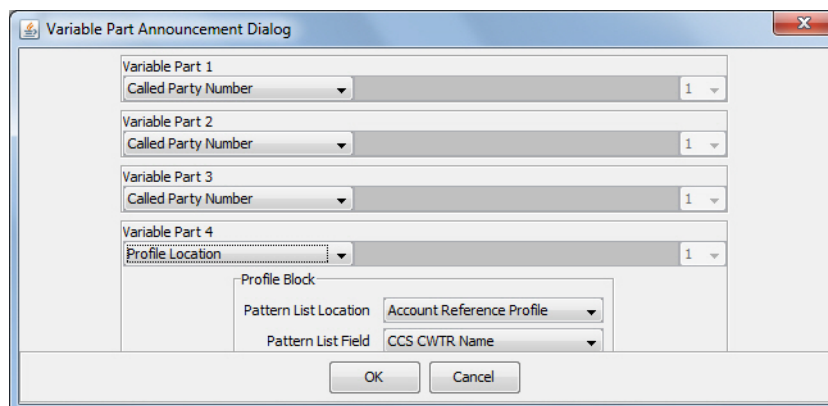 Variable Part Announcement Dialog
Variable Part 1
Called Party Number 1
Variable Part 2
Called Party Number 1
Variable Part 3
Called Party Number 1
Variable Part 4
Profile Location 1
Profile Block
Pattern List Location Account Reference Profile
Pattern List Field CCS CWTR Name
OK Cancel